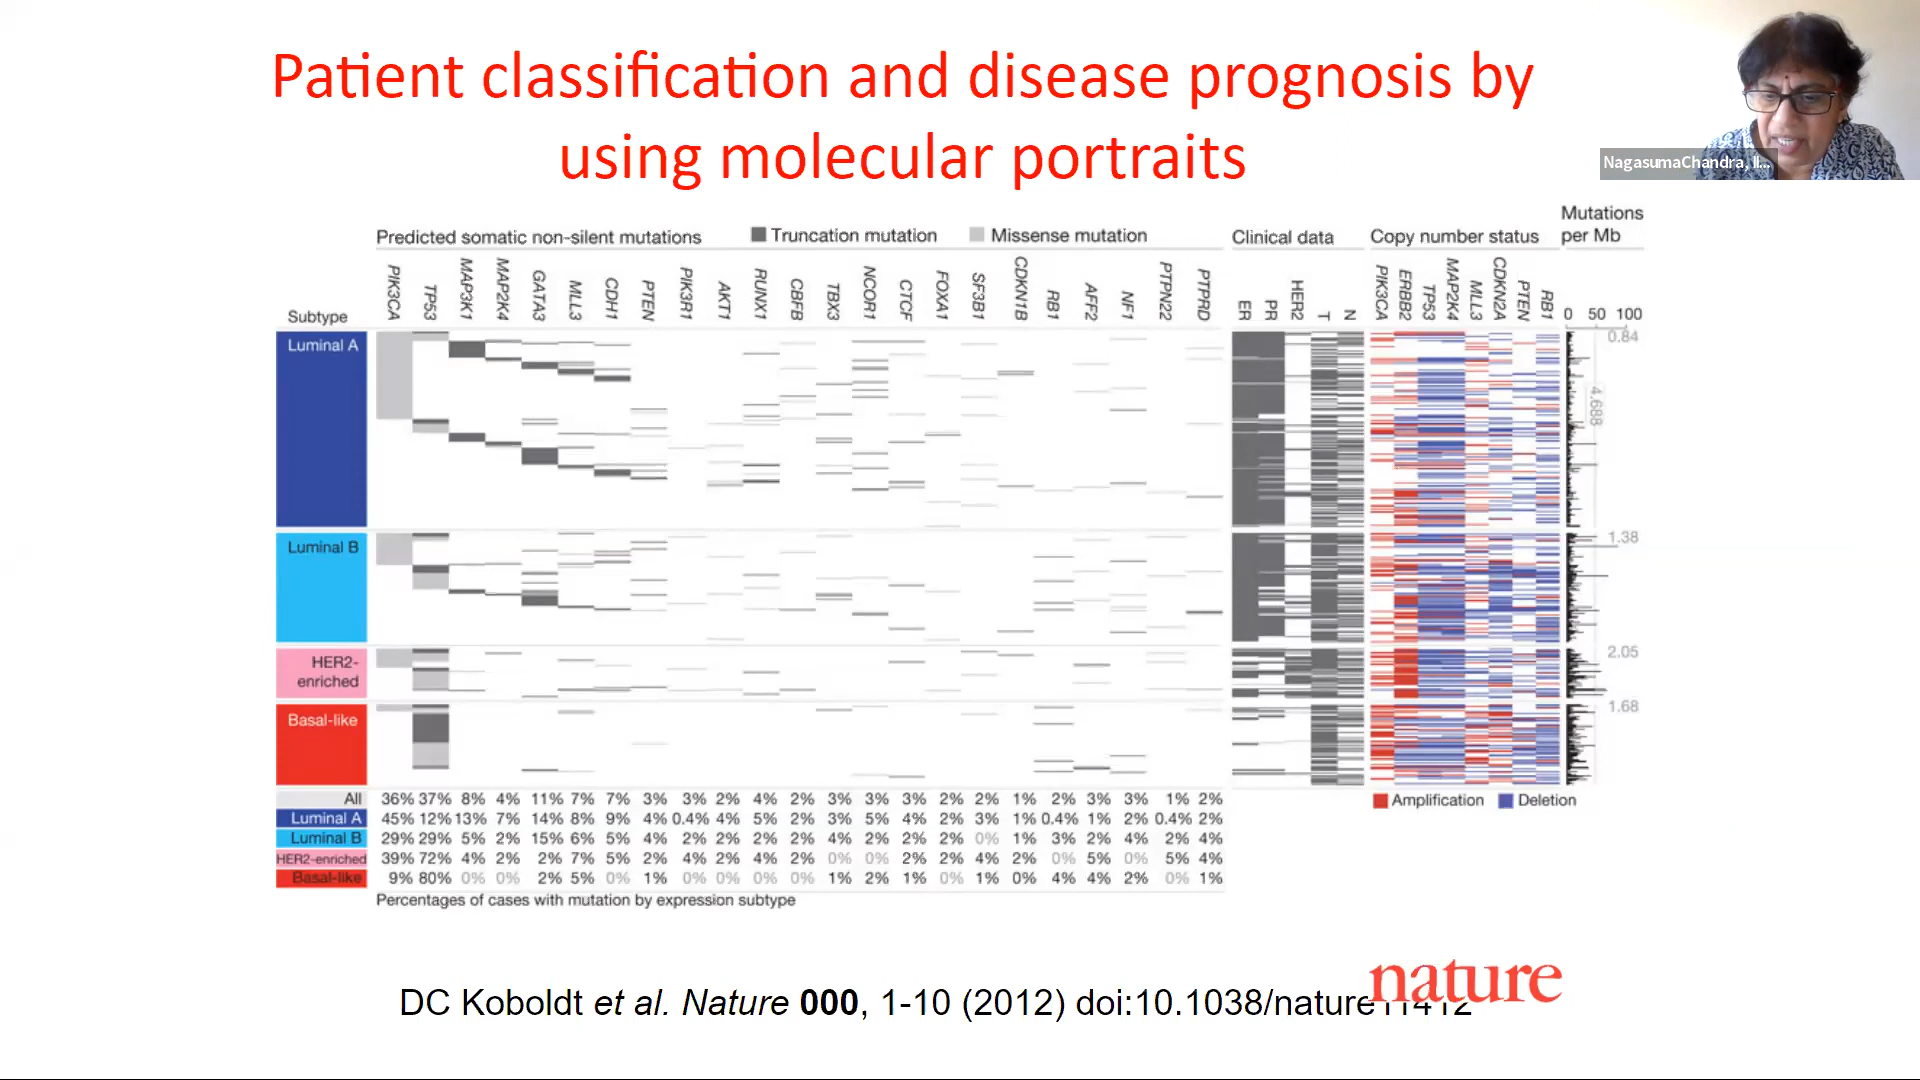 Patient classification and disease prognosis by
using molecular portraits
NagasumaChandra, II...
Predicted somatic non-silent mutations
Truncation mutation
Missense mutation
Clinical data
Copy number status
Mutations
per Mb
Subtype
PIK3CA TP53 MAP3K1 MAP2K4 GATA3 MLL3 CDH1 PTEN PIK3R1 AKT1 RUNX1 CBFB TBX3 NCOR1 CTCF FOXA1 SF3B1 CDKN1B RB1 AFF2 NF1 PTPN22 PTPRD
ER PR HER2 T N
PIK3CA ERBB2 TP53 MAP2K4 MLL3 CDKN2A PTEN RB1
0 50 100
Luminal A
0.84
4.688
Luminal B
1.38
HER2-
enriched
2.05
Basal-like
1.68
Amplification
Deletion
All 36% 37% 8% 4% 11% 7% 7% 3% 3% 2% 4% 2% 3% 3% 3% 2% 2% 1% 2% 3% 3% 1% 2%
Luminal A 45% 12% 13% 7% 14% 8% 9% 4% 0.4% 4% 5% 2% 3% 5% 4% 2% 3% 1% 0.4% 1% 2% 0.4% 2%
Luminal B 29% 29% 5% 2% 15% 6% 5% 4% 2% 2% 2% 2% 4% 2% 2% 2% 0% 1% 3% 2% 4% 2% 4%
HER2-enriched 39% 72% 4% 2% 2% 7% 5% 2% 4% 2% 4% 2% 0% 0% 2% 2% 4% 2% 0% 5% 0% 5% 4%
Basal-like 9% 80% 0% 0% 2% 5% 0% 1% 0% 0% 0% 0% 1% 2% 1% 0% 1% 0% 4% 4% 2% 0% 1%
Percentages of cases with mutation by expression subtype
nature
DC Koboldt et al. Nature 000, 1-10 (2012) doi:10.1038/nature11412